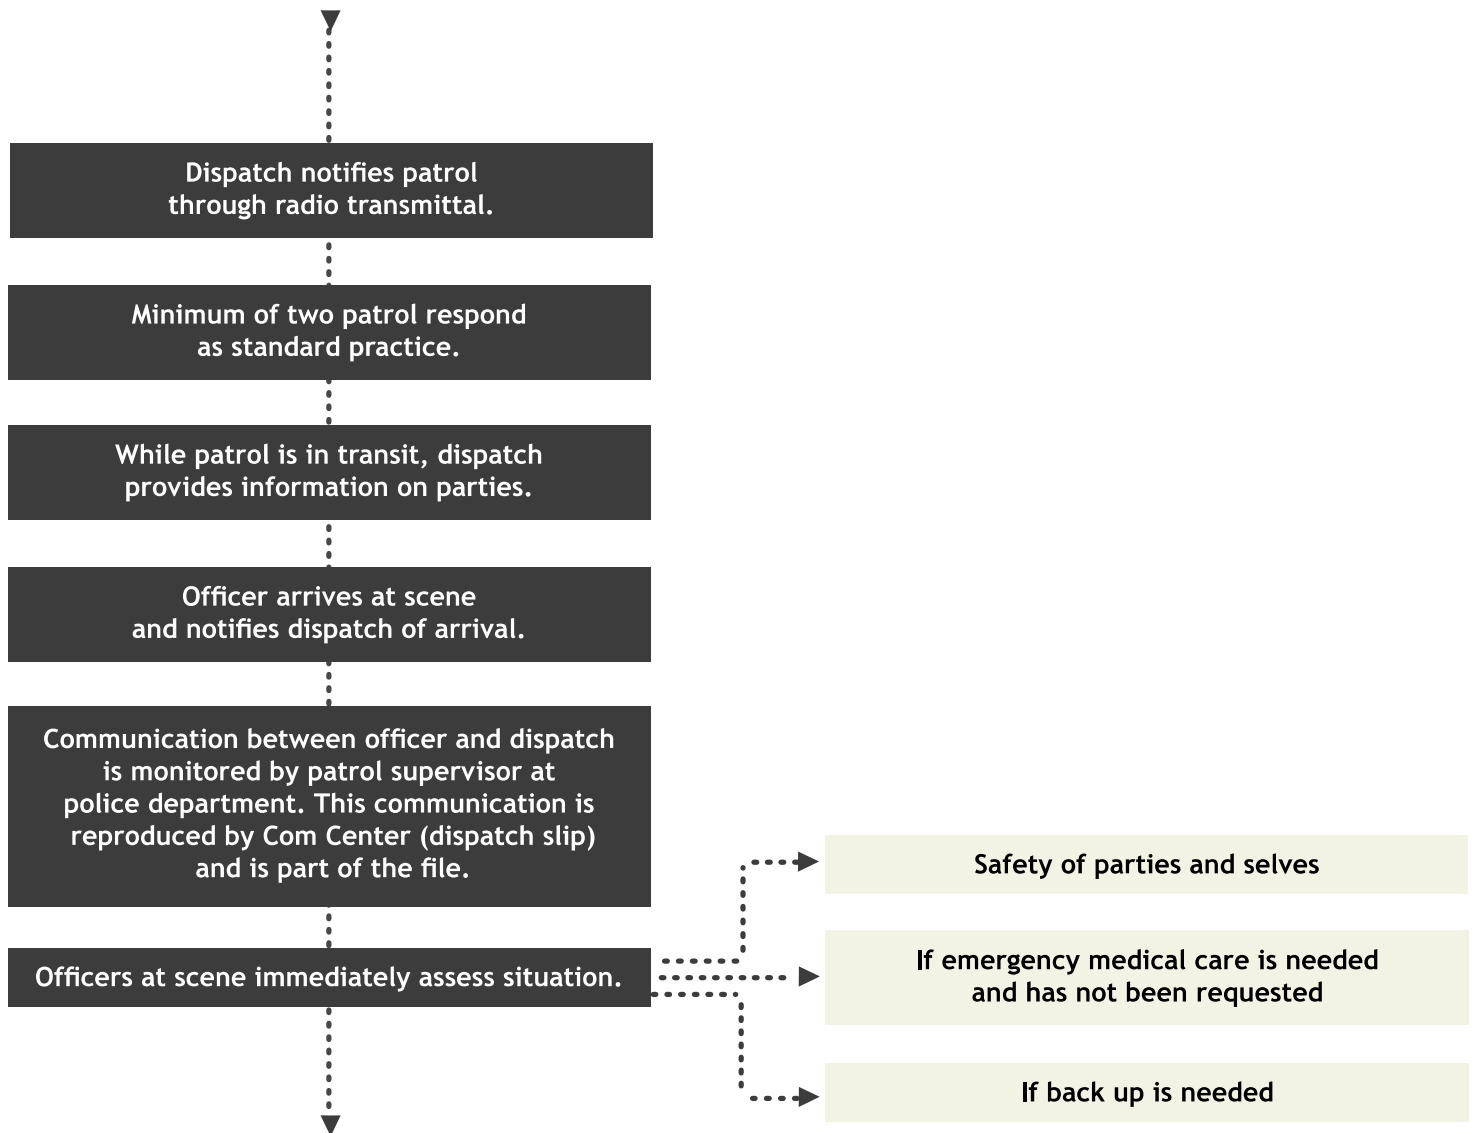 Dispatch notifies patrol
through radio transmittal.
Minimum of two patrol respond
as standard practice.
While patrol is in transit, dispatch
provides information on parties.
Officer arrives at scene
and notifies dispatch of arrival.
Communication between officer and dispatch
is monitored by patrol supervisor at
police department. This communication is
reproduced by Com Center (dispatch slip)
and is part of the file.
Officers at scene immediately assess situation.
Safety of parties and selves
If emergency medical care is needed
and has not been requested
If back up is needed